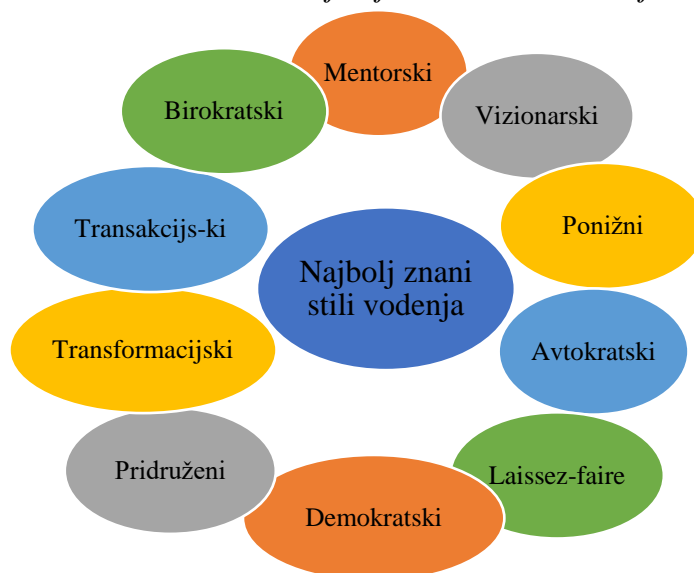 Mentorski
Vizionarski
Ponižni
Avtokratski
Laissez-faire
Demokratski
Pridruženi
Transformacijski
Transakcijs-ki
Birokratski
Najbolj znani
stili vodenja